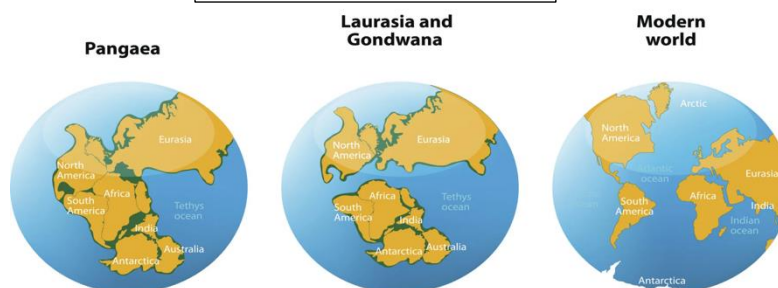 Pangaea
Laurasia and
Gondwana
Modern
world
North
America
Eurasia
South
America
Africa
India
Australia
Antarctica
Tethys
ocean
North
America
Eurasia
South
America
Africa
India
Australia
Antarctica
Tethys
ocean
Arctic
North
America
Atlantic
ocean
South
America
Africa
Eurasia
India
Indian
ocean
Antarctica